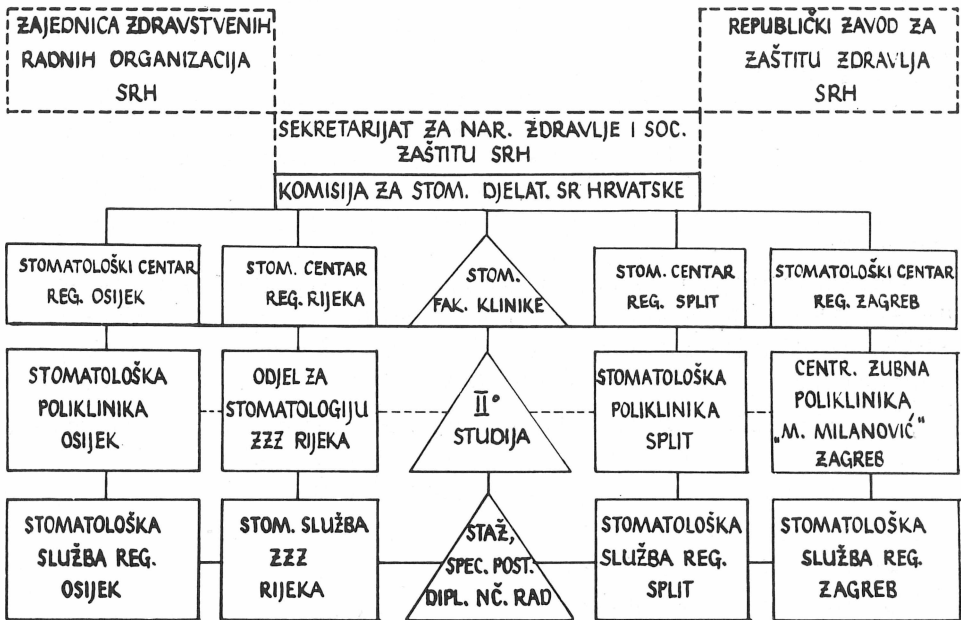 ZAJEDNICA ZDRAVSTVENIH
RADNIH ORGANIZACIJA
SRH
REPUBLIČKI ZAVOD ZA
ZAŠTITU ZDRAVLJA
SRH
SEKRETARIJAT ZA NAR. ZDRAVLJE I SOC.
ZAŠTITU SRH
KOMISIJA ZA STOM. DJELAT. SR HRVATSKE
STOMATOLOŠKI CENTAR
REG. OSIJEK
STOM. CENTAR
REG. RIJEKA
STOM.
FAK. KLINIKE
STOM. CENTAR
REG. SPLIT
STOMATOLOŠKI CENTAR
REG. ZAGREB
STOMATOLOŠKA
POLIKLINIKA
OSIJEK
ODJEL ZA
STOMATOLOGIJU
ZZZ RIJEKA
II°
STUDIJA
STOMATOLOŠKA
POLIKLINIKA
SPLIT
CENTR. ZUBNA
POLIKLINIKA
"M. MILANOVIĆ"
ZAGREB
STOMATOLOŠKA
SLUŽBA REG.
OSIJEK
STOM. SLUŽBA
ZZZ
RIJEKA
STAŽ,
SPEC. POST.
DIPL. NČ. RAD
STOMATOLOŠKA
SLUŽBA REG.
SPLIT
STOMATOLOŠKA
SLUŽBA REG.
ZAGREB